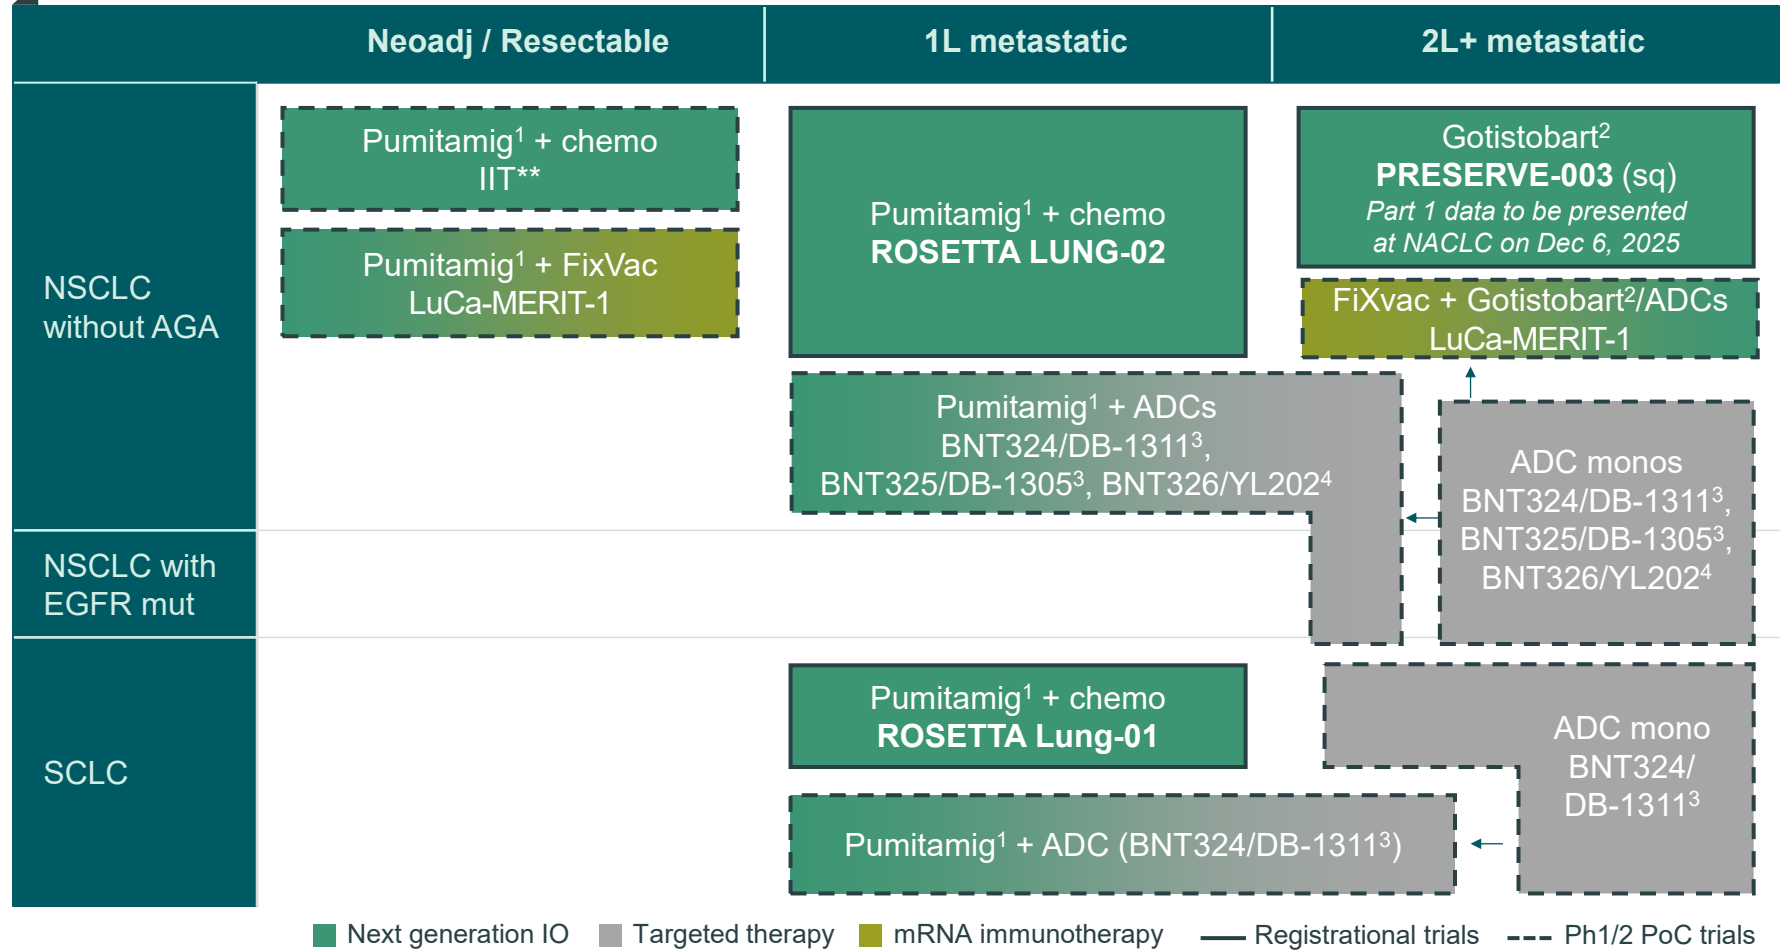 Neoadj / Resectable
1L metastatic
2L+ metastatic
NSCLC
without AGA
Pumitamig¹ + chemo
IIT**
Pumitamig¹ + FixVac
LuCa-MERIT-1
Pumitamig¹ + chemo
ROSETTA LUNG-02
Gotistobart²
PRESERVE-003 (sq)
Part 1 data to be presented
at NACLC on Dec 6, 2025
FiXvac + Gotistobart²/ADCs
LuCa-MERIT-1
Pumitamig¹ + ADCs
BNT324/DB-1311³,
BNT325/DB-1305³, BNT326/YL202⁴
ADC monos
BNT324/DB-1311³,
BNT325/DB-1305³,
BNT326/YL202⁴
NSCLC with
EGFR mut
SCLC
Pumitamig¹ + chemo
ROSETTA Lung-01
ADC mono
BNT324/
DB-1311³
Pumitamig¹ + ADC (BNT324/DB-1311³)
Next generation IO
Targeted therapy
mRNA immunotherapy
Registrational trials
Ph1/2 PoC trials